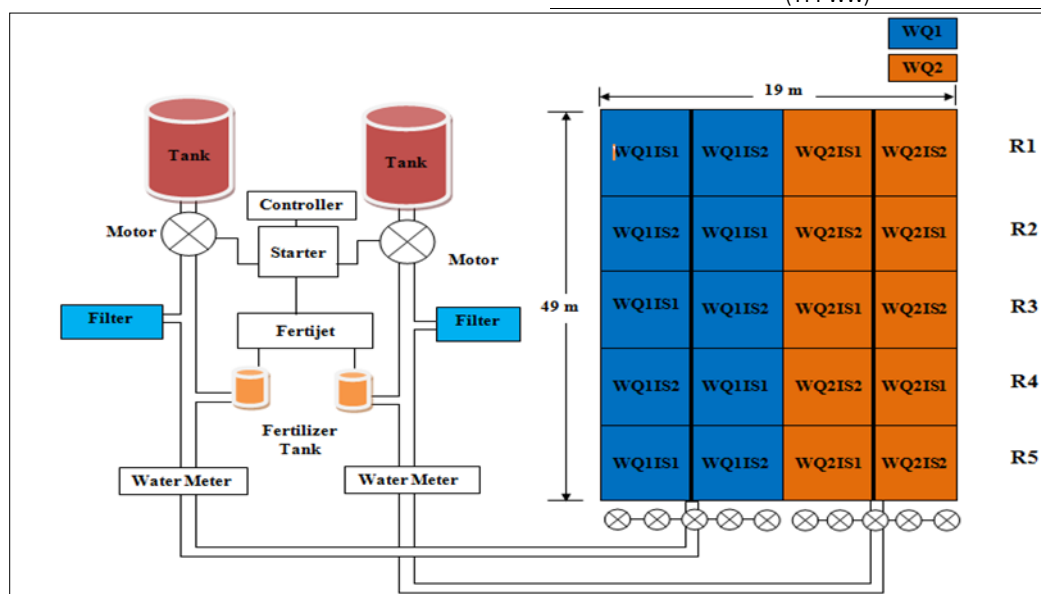 WQ1
WQ2
19 m
Tank
Tank
Controller
Motor
Starter
Motor
Filter
Fertijet
Filter
Fertilizer
Tank
Water Meter
Water Meter
49 m
WQ1IS1 WQ1IS2 WQ2IS1 WQ2IS2 R1
WQ1IS2 WQ1IS1 WQ2IS2 WQ2IS1 R2
WQ1IS1 WQ1IS2 WQ2IS1 WQ2IS2 R3
WQ1IS2 WQ1IS1 WQ2IS2 WQ2IS1 R4
WQ1IS1 WQ1IS2 WQ2IS1 WQ2IS2 R5